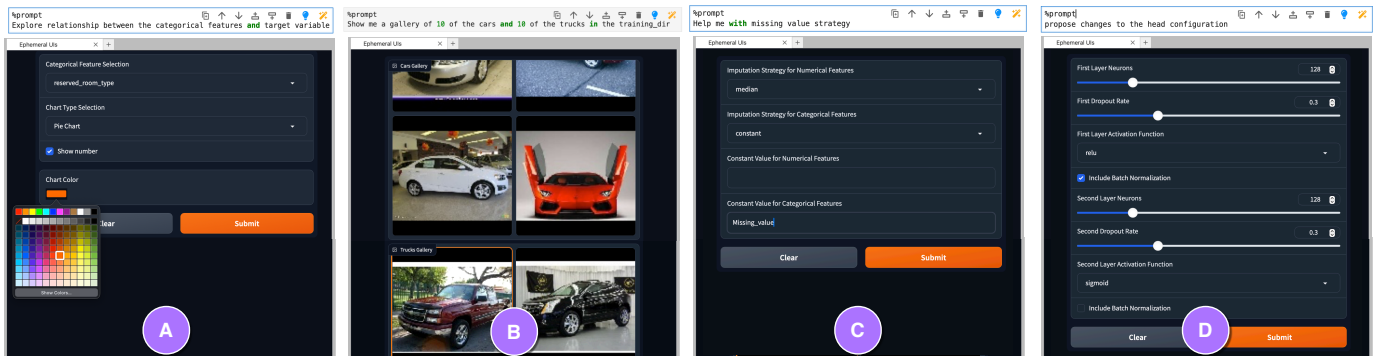 %prompt
Explore relationship between the categorical features and target variable
Ephemeral UIs × +
Categorical Feature Selection
reserved_room_type
Chart Type Selection
Pie Chart
Show number
Chart Color
Clear Submit
Show Colors...
A
%prompt
Show me a gallery of 10 of the cars and 10 of the trucks in the training_dir
Ephemeral UIs × +
Cars Gallery
Trucks Gallery
B
%prompt
Help me with missing value strategy
Ephemeral UIs × +
Imputation Strategy for Numerical Features
median
Imputation Strategy for Categorical Features
constant
Constant Value for Numerical Features
Constant Value for Categorical Features
Missing_value
Clear Submit
C
%prompt
propose changes to the head configuration
Ephemeral UIs × +
First Layer Neurons 128
First Dropout Rate 0.3
First Layer Activation Function
relu
Include Batch Normalization
Second Layer Neurons 128
Second Dropout Rate 0.3
Second Layer Activation Function
sigmoid
Include Batch Normalization
Clear Submit
D